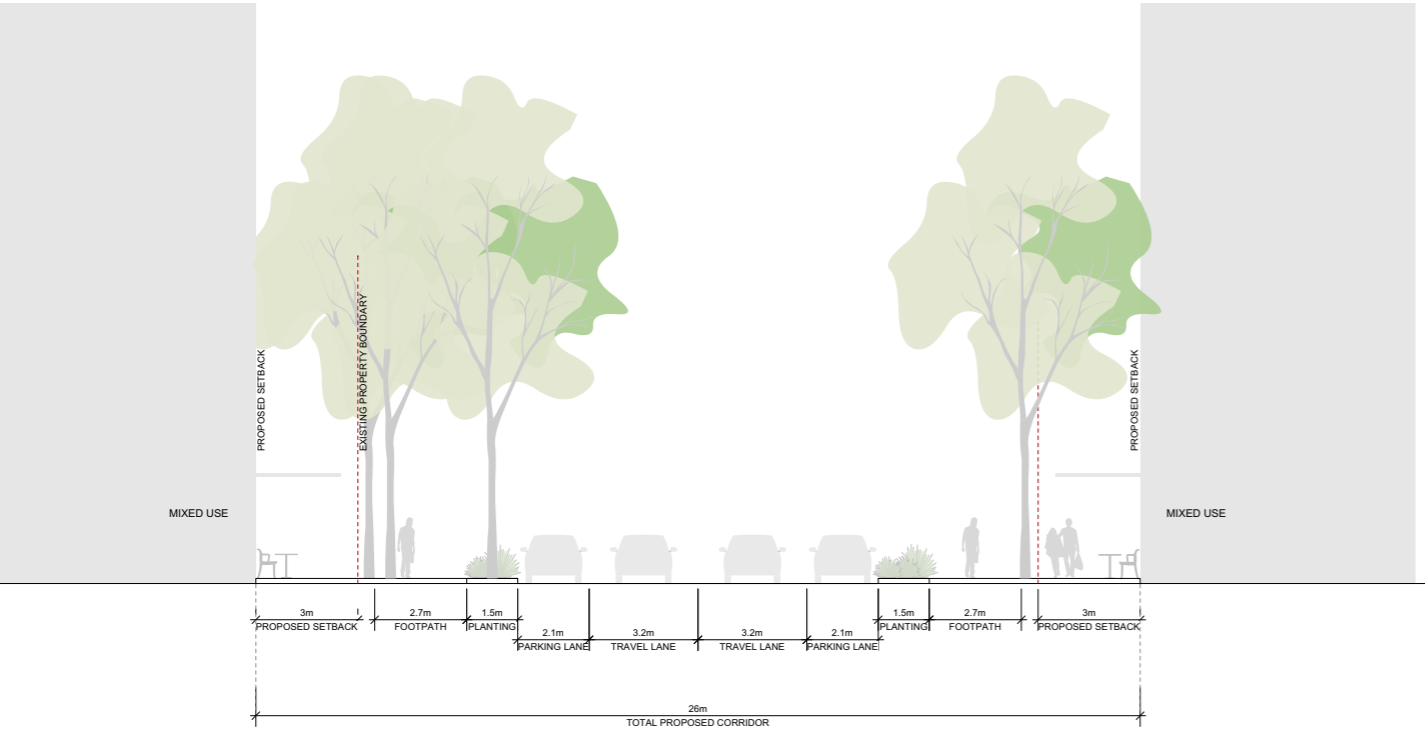 PROPOSED SETBACK
EXISTING PROPERTY BOUNDARY
PROPOSED SETBACK
MIXED USE
MIXED USE
3m
PROPOSED SETBACK
2.7m
FOOTPATH
1.5m
PLANTING
2.1m
PARKING LANE
3.2m
TRAVEL LANE
3.2m
TRAVEL LANE
2.1m
PARKING LANE
1.5m
PLANTING
2.7m
FOOTPATH
3m
PROPOSED SETBACK
26m
TOTAL PROPOSED CORRIDOR